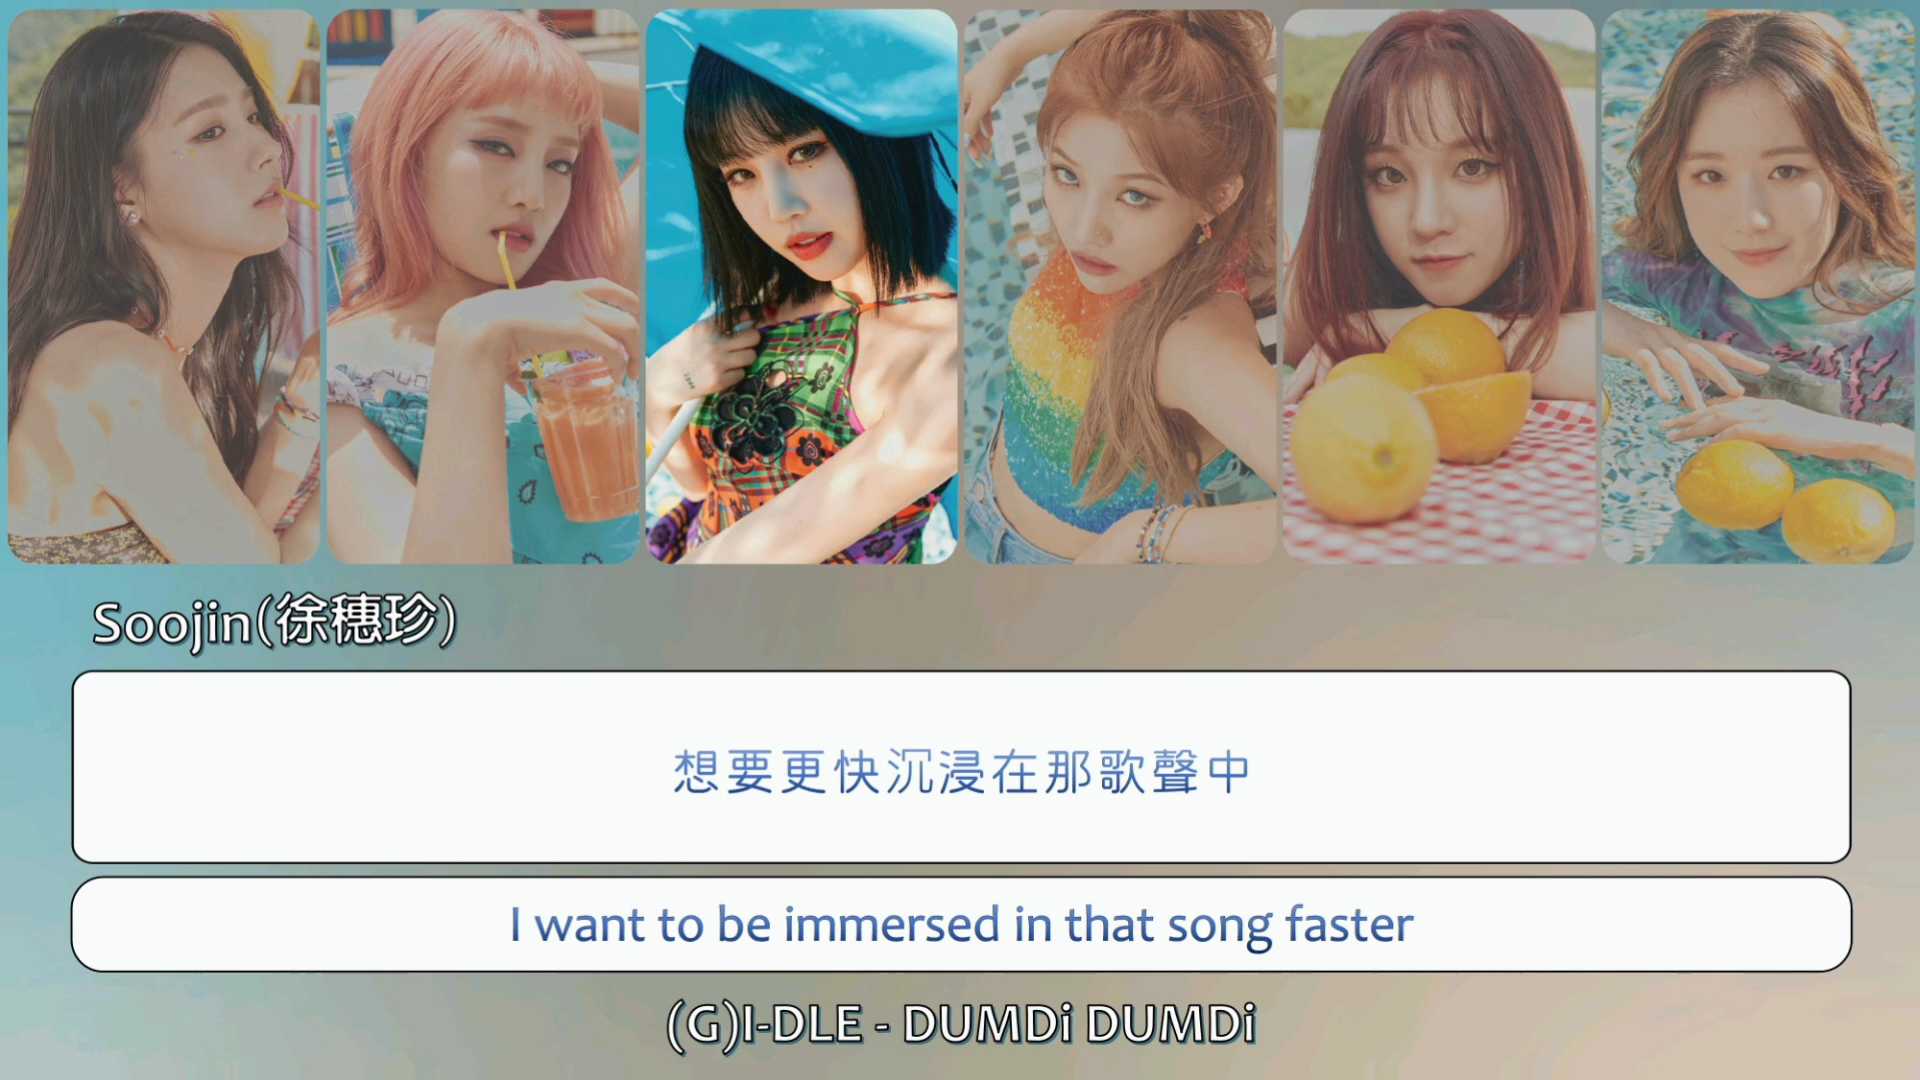 Soojin(徐穗珍)
想要更快沉浸在那歌聲中
I want to be immersed in that song faster
(G)I-DLE - DUMDi DUMDi